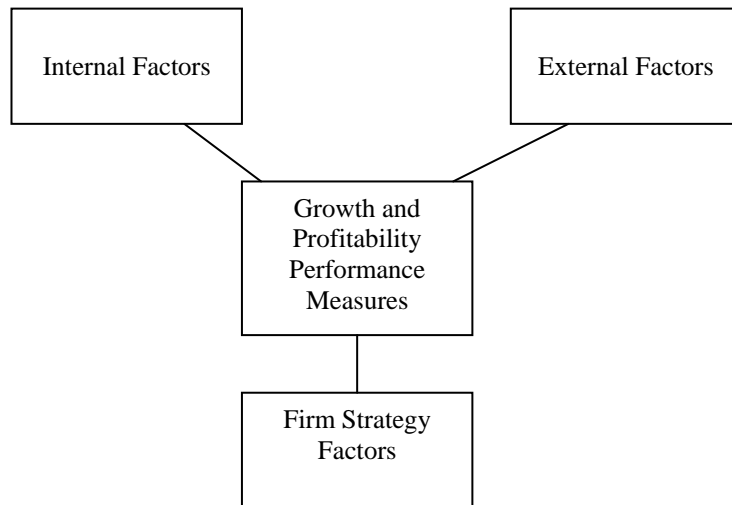 Internal Factors
External Factors
Growth and
Profitability
Performance
Measures
Firm Strategy
Factors